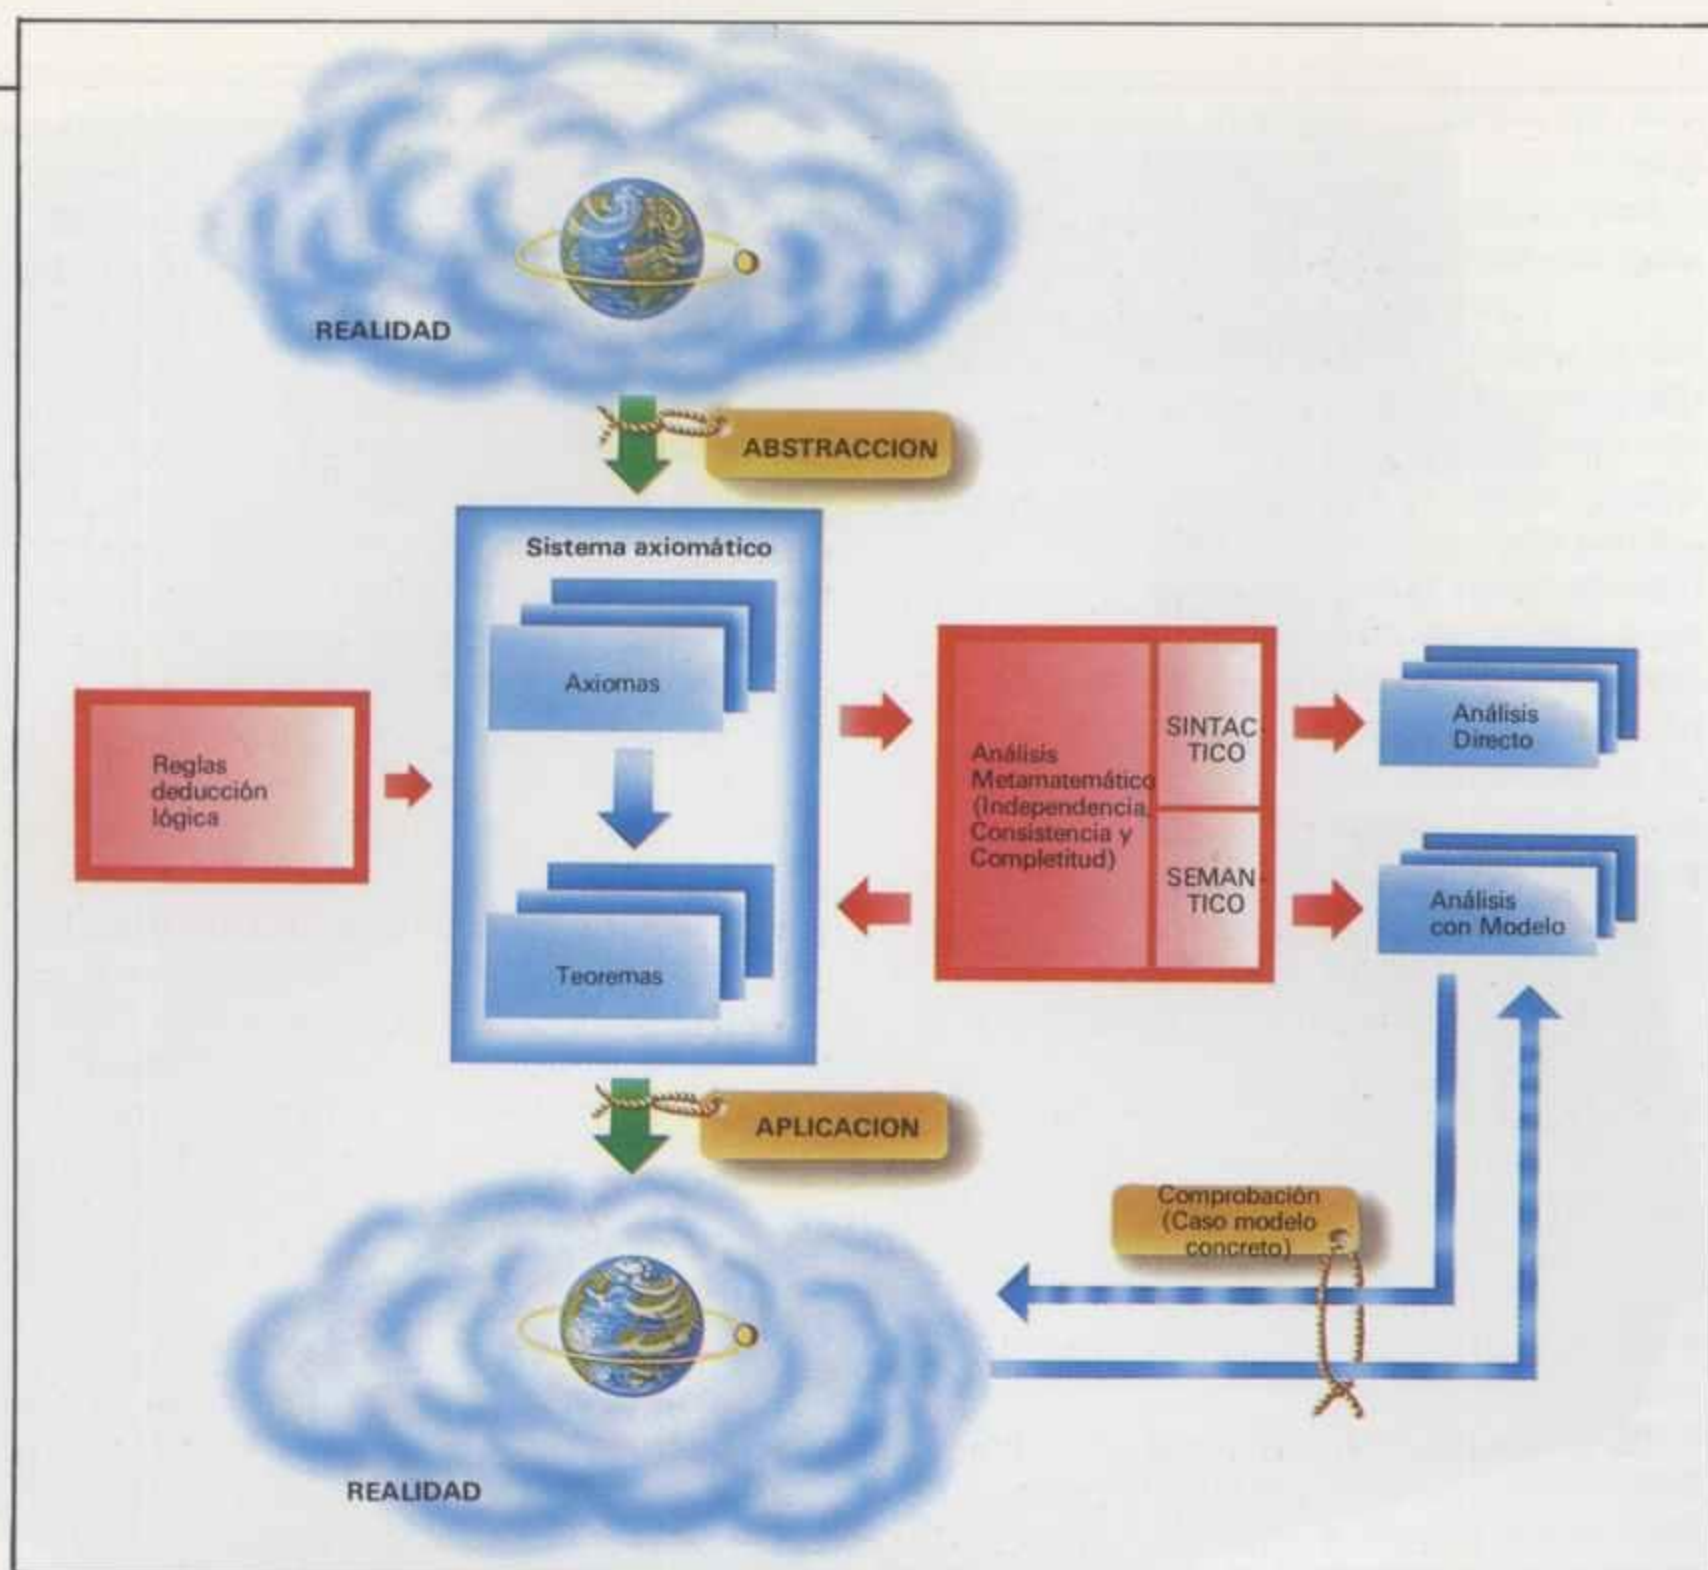 REALIDAD
ABSTRACCION
Sistema axiomático
Axiomas
Teoremas
Reglas
deducción
lógica
Análisis
Metamatemático
(Independencia,
Consistencia y
Completitud)
SINTAC-
TICO
SEMAN-
TICO
Análisis
Directo
Análisis
con Modelo
APLICACION
Comprobación
(Caso modelo
concreto)
REALIDAD